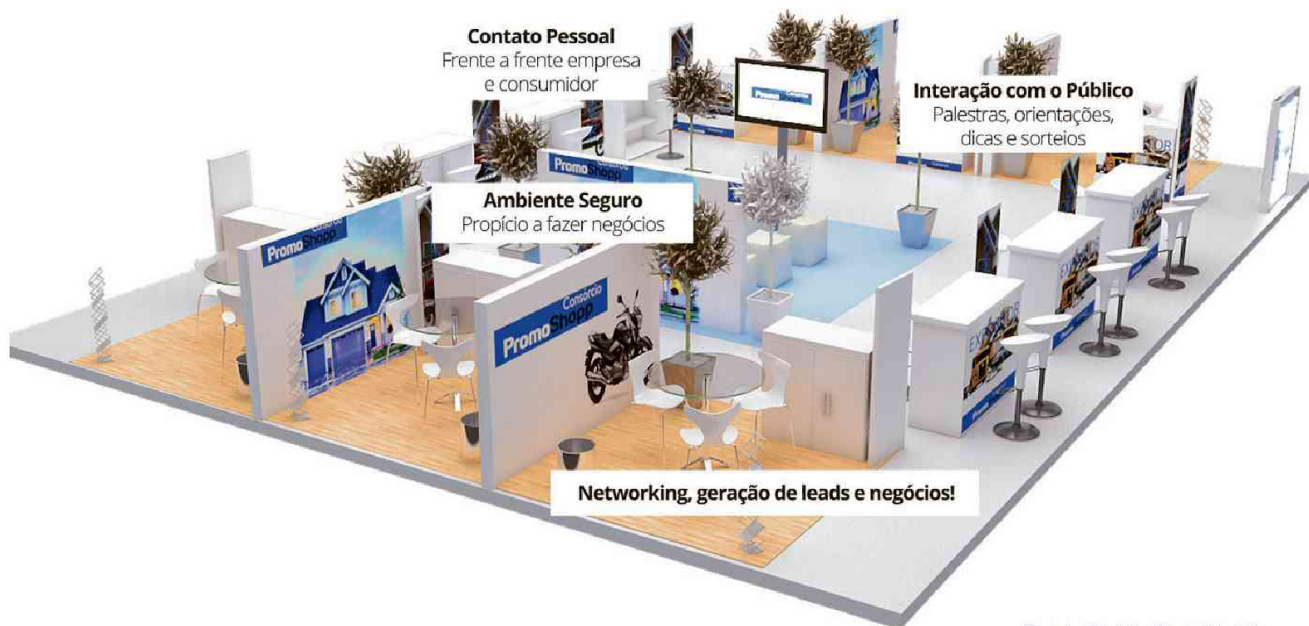 Contato Pessoal
Frente a frente empresa
e consumidor
Interação com o Público
Palestras, orientações,
dicas e sorteios
Ambiente Seguro
Propício a fazer negócios
Consórcio
PromoShopp
Consórcio
PromoShopp
Networking, geração de leads e negócios!